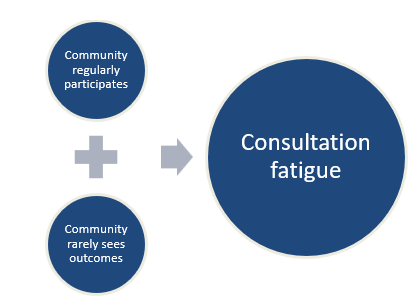 Community
regularly
participates
Community
rarely sees
outcomes
Consultation
fatigue